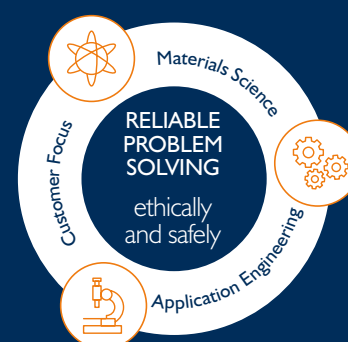 Materials Science
Customer Focus
RELIABLE
PROBLEM
SOLVING
ethically
and safely
Application Engineering